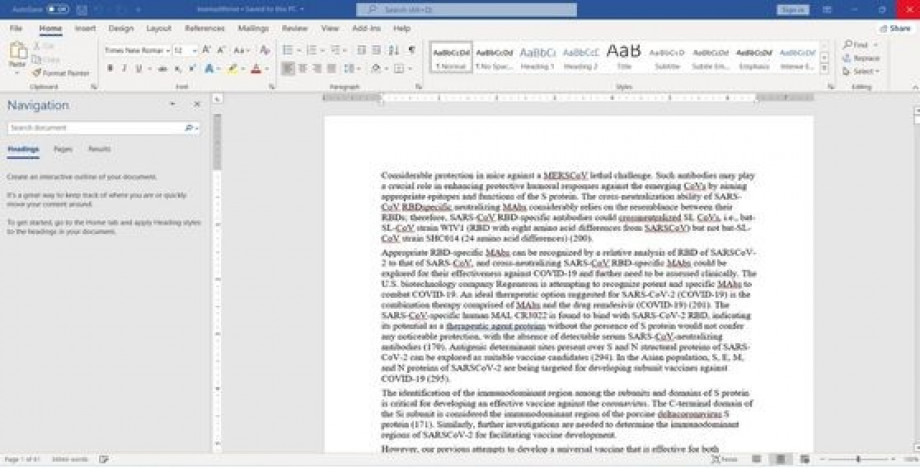 AutoSave Off
Saved to this PC
Search
Sign in
File Home Insert Design Layout References Mailings Review View Add-ins Help
Share
Paste
Cut
Copy
Format Painter
Times New Roman 12
AaBbCcDd AaBbCcDd AaBbCc AaBbCcC AaB AaBbCcD AaBbCcDd AaBbCcDd AaBbCcDd
¶ Normal ¶ No Spac... Heading 1 Heading 2 Title Subtitle Subtle Em... Emphasis Intense E...
Find
Replace
Select
Clipboard Font Paragraph Styles Editing
Navigation
Search document
Headings Pages Results
Create an interactive outline of your document.
It's a great way to keep track of where you are or quickly
move your content around.
To get started, go to the Home tab and apply Heading styles
to the headings in your document.
Considerable protection in mice against a MERSCoV lethal challenge. Such antibodies may play
a crucial role in enhancing protective humoral responses against the emerging CoVs by aiming
appropriate epitopes and functions of the S protein. The cross-neutralization ability of SARS-
CoV RBDspecific neutralizing MAbs considerably relies on the resemblance between their
RBDs; therefore, SARS-CoV RBD-specific antibodies could crossneutralized SL CoVs, i.e., bat-
SL-CoV strain WIV1 (RBD with eight amino acid differences from SARSCoV) but not bat-SL-
CoV strain SHC014 (24 amino acid differences) (200).
Appropriate RBD-specific MAbs can be recognized by a relative analysis of RBD of SARSCoV-
2 to that of SARS-CoV, and cross-neutralizing SARS-CoV RBD-specific MAbs could be
explored for their effectiveness against COVID-19 and further need to be assessed clinically. The
U.S. biotechnology company Regeneron is attempting to recognize potent and specific MAbs to
combat COVID-19. An ideal therapeutic option suggested for SARS-CoV-2 (COVID-19) is the
combination therapy comprised of MAbs and the drug remdesivir (COVID-19) (201). The
SARS-CoV-specific human MAL CR3022 is found to bind with SARS-CoV-2 RBD, indicating
its potential as a therapeutic agent proteins without the presence of S protein would not confer
any noticeable protection, with the absence of detectable serum SARS-CoV-neutralizing
antibodies (170). Antigenic determinant sites present over S and N structural proteins of SARS-
CoV-2 can be explored as suitable vaccine candidates (294). In the Asian population, S, E, M,
and N proteins of SARSCoV-2 are being targeted for developing subunit vaccines against
COVID-19 (295).
The identification of the immunodominant region among the subunits and domains of S protein
is critical for developing an effective vaccine against the coronavirus. The C-terminal domain of
the Si subunit is considered the immunodominant region of the porcine deltacoronavirus S
protein (171). Similarly, further investigations are needed to determine the immunodominant
regions of SARS-CoV-2 for facilitating vaccine development.
However, our previous attempts to develop a universal vaccine that is effective for both
Page 1 of 41
Focus